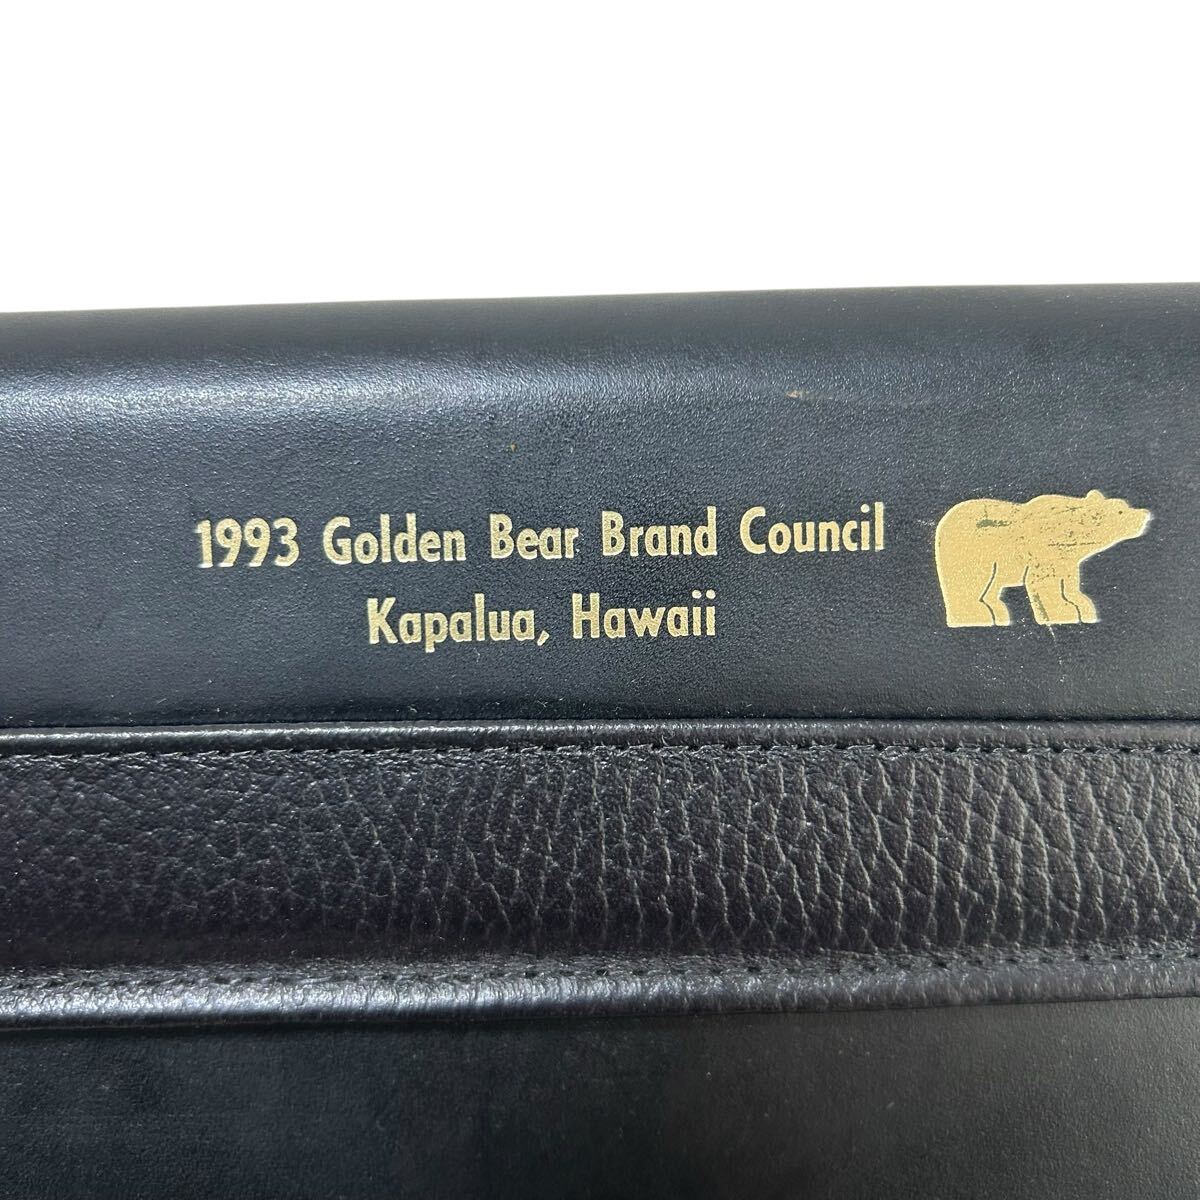 1993 Golden Bear Brand Council
Kapalua, Hawaii